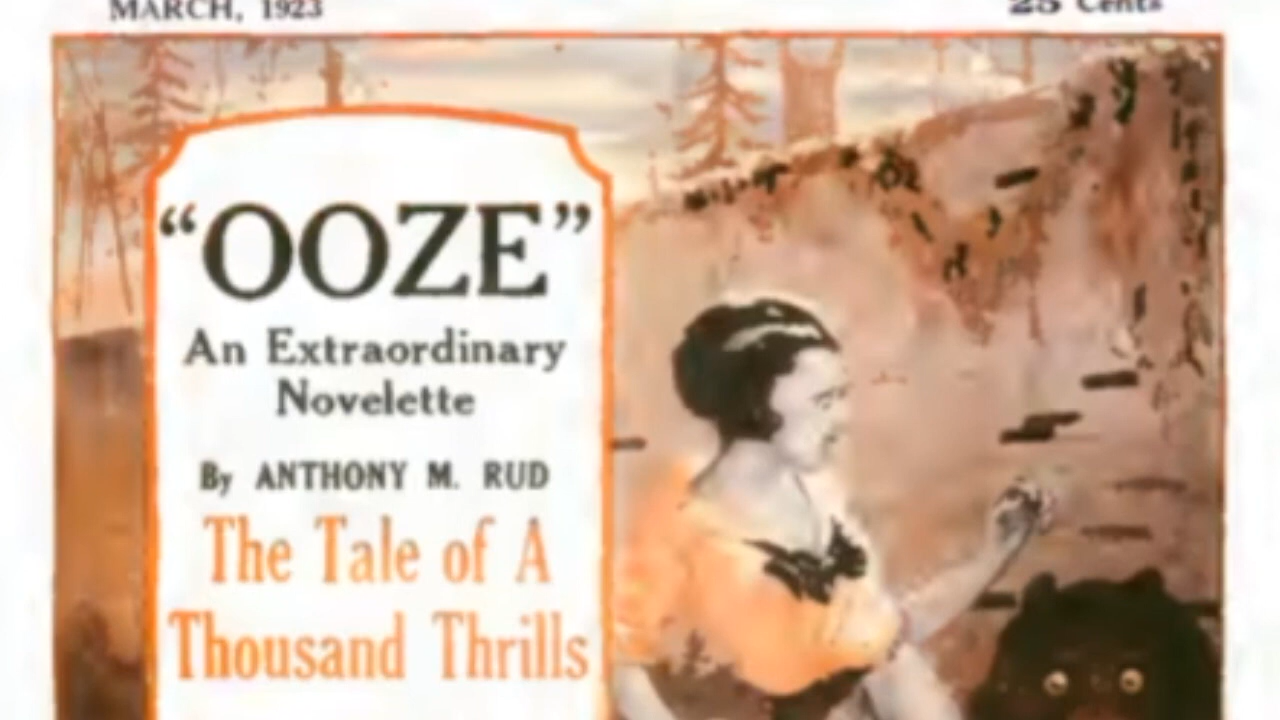 MARCH, 1923
25 Cents
"OOZE"
An Extraordinary
Novelette
By ANTHONY M. RUD
The Tale of A
Thousand Thrills